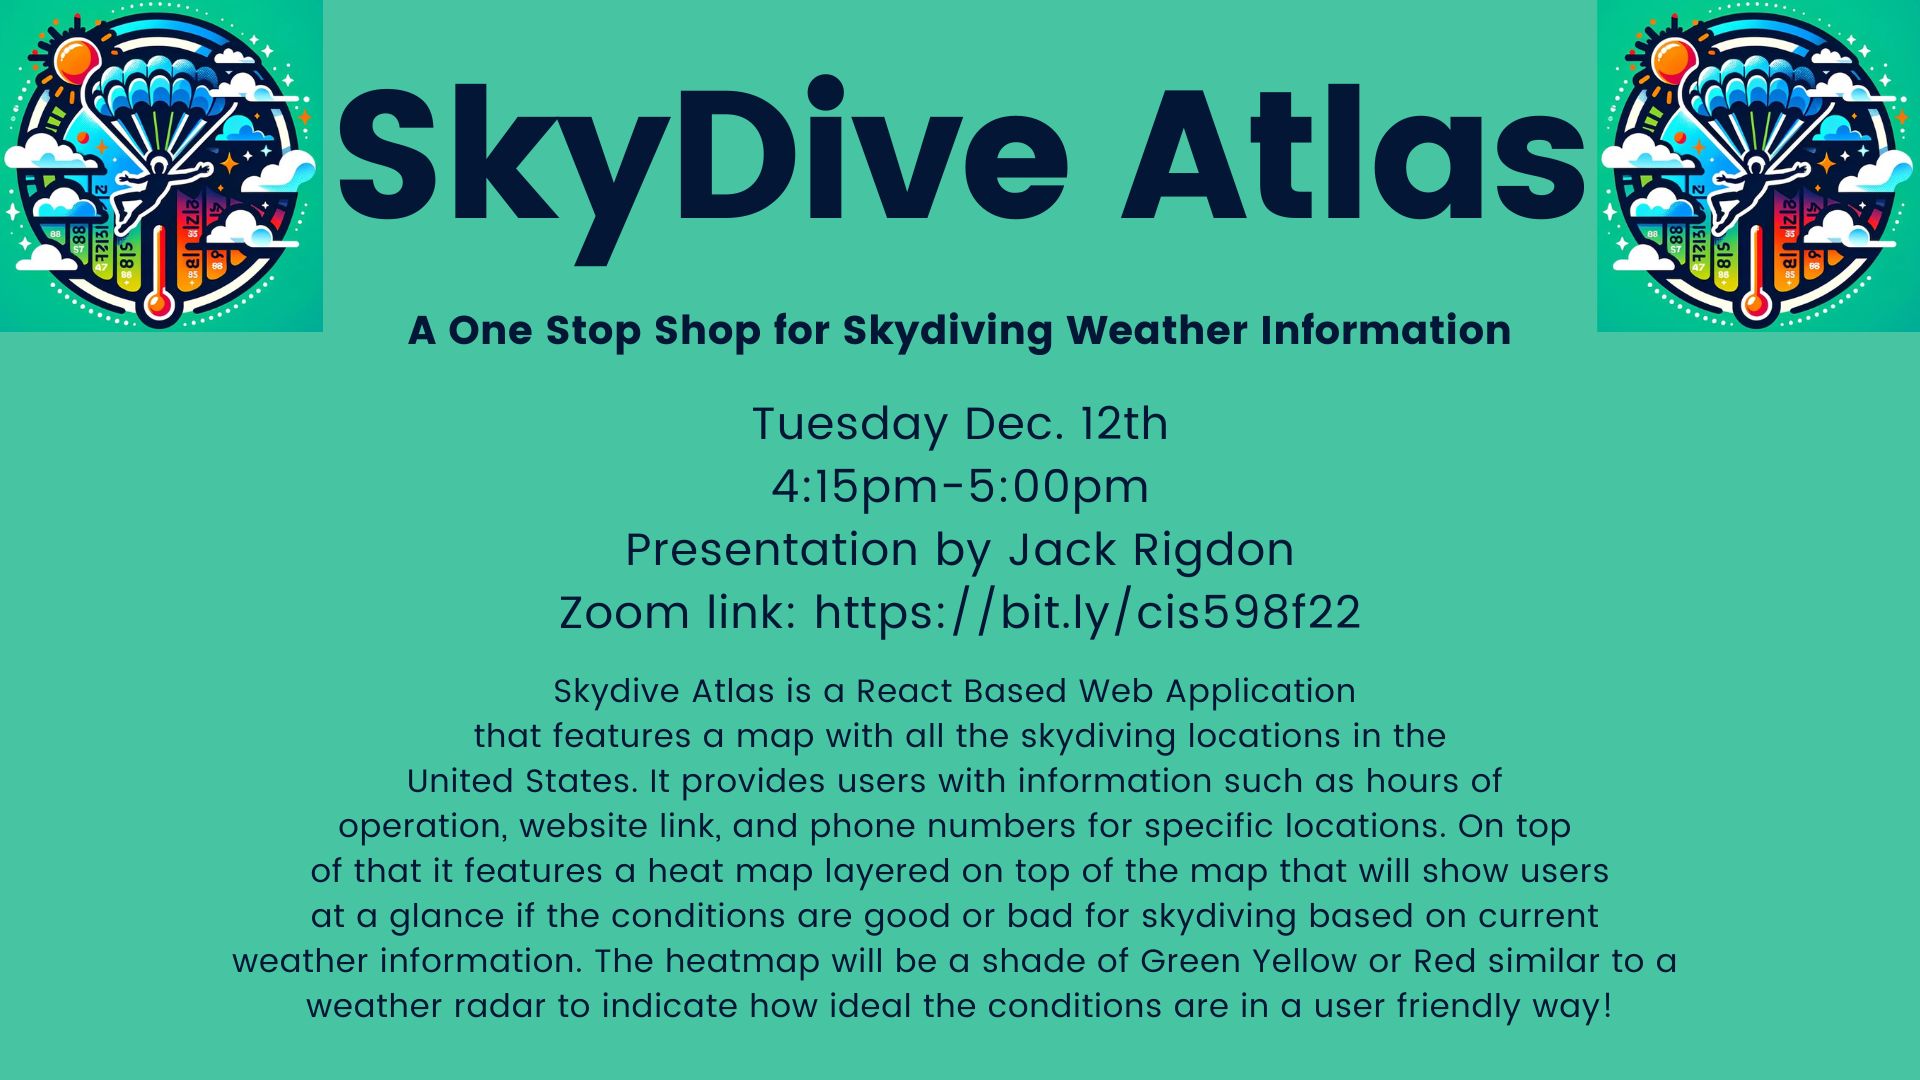 SkyDive Atlas
A One Stop Shop for Skydiving Weather Information
Tuesday Dec. 12th
4:15pm-5:00pm
Presentation by Jack Rigdon
Zoom link: https://bit.ly/cis598f22
Skydive Atlas is a React Based Web Application
that features a map with all the skydiving locations in the
United States. It provides users with information such as hours of
operation, website link, and phone numbers for specific locations. On top
of that it features a heat map layered on top of the map that will show users
at a glance if the conditions are good or bad for skydiving based on current
weather information. The heatmap will be a shade of Green Yellow or Red similar to a
weather radar to indicate how ideal the conditions are in a user friendly way!